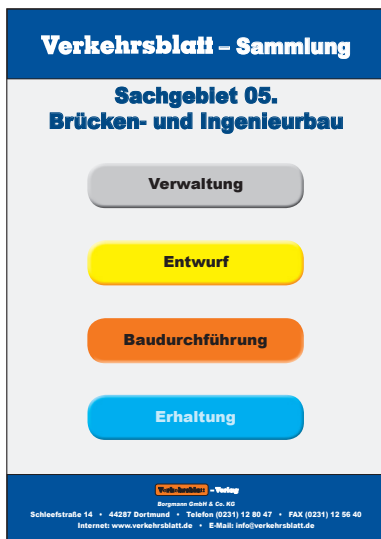 Verkehrsblatt – Sammlung
Sachgebiet 05.
Brücken- und Ingenieurbau
Verwaltung
Entwurf
Baudurchführung
Erhaltung
Verkehrsblatt – Verlag
Borgmann GmbH & Co. KG
Schleefstraße 14 • 44287 Dortmund • Telefon (0231) 12 80 47 • FAX (0231) 12 56 40
Internet: www.verkehrsblatt.de • E-Mail: info@verkehrsblatt.de